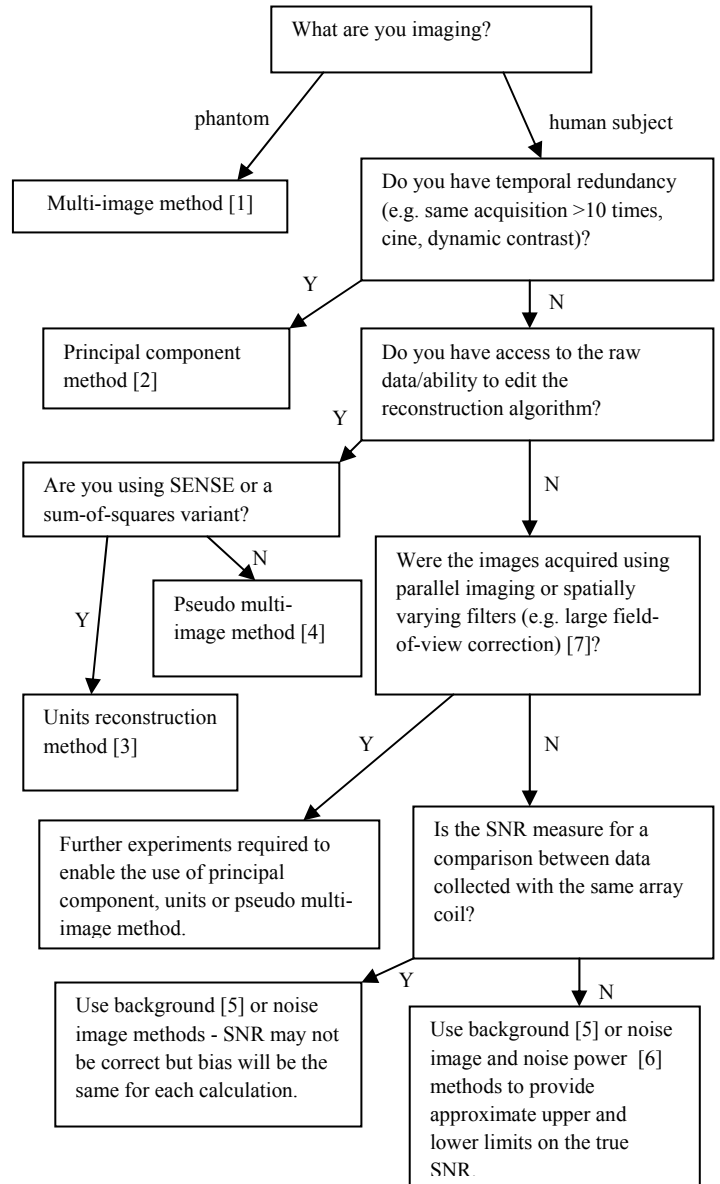 What are you imaging?
phantom
human subject
Multi-image method [1]
Do you have temporal redundancy
(e.g. same acquisition >10 times,
cine, dynamic contrast)?
Y
N
Principal component
method [2]
Do you have access to the raw
data/ability to edit the
reconstruction algorithm?
Y
N
Are you using SENSE or a
sum-of-squares variant?
Y
N
Pseudo multi-
image method [4]
Units reconstruction
method [3]
Were the images acquired using
parallel imaging or spatially
varying filters (e.g. large field-
of-view correction) [7]?
Y
N
Further experiments required to
enable the use of principal
component, units or pseudo multi-
image method.
Is the SNR measure for a
comparison between data
collected with the same array
coil?
Y
N
Use background [5] or noise
image methods - SNR may not
be correct but bias will be the
same for each calculation.
Use background [5] or noise
image and noise power [6]
methods to provide
approximate upper and
lower limits on the true
SNR.